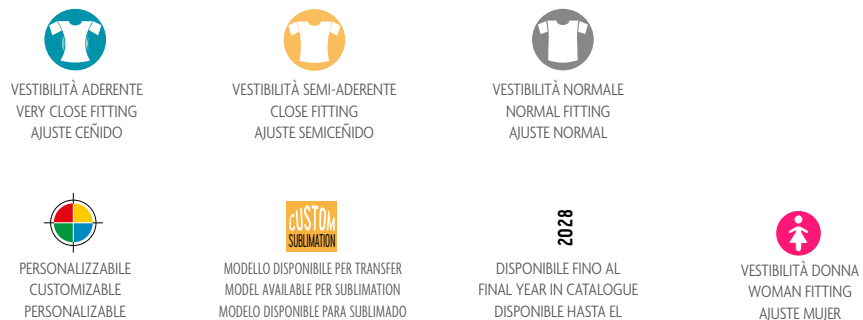 VESTIBILITÀ ADERENTE
VERY CLOSE FITTING
AJUSTE CEÑIDO
VESTIBILITÀ SEMI-ADERENTE
CLOSE FITTING
AJUSTE SEMICEÑIDO
VESTIBILITÀ NORMALE
NORMAL FITTING
AJUSTE NORMAL
PERSONALIZZABILE
CUSTOMIZABLE
PERSONALIZABLE
CUSTOM
SUBLIMATION
MODELLO DISPONIBILE PER TRANSFER
MODEL AVAILABLE PER SUBLIMATION
MODELO DISPONIBLE PARA SUBLIMADO
2028
DISPONIBILE FINO AL
FINAL YEAR IN CATALOGUE
DISPONIBLE HASTA EL
VESTIBILITÀ DONNA
WOMAN FITTING
AJUSTE MUJER